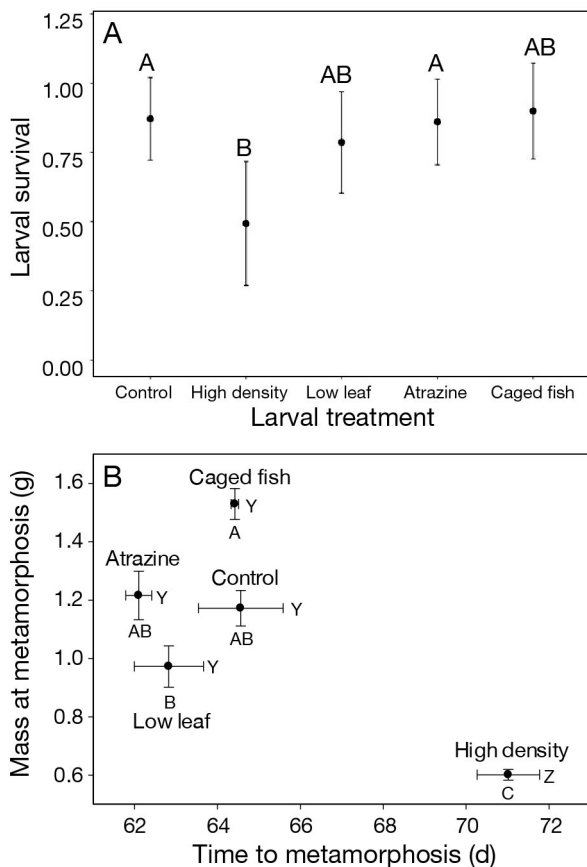 A
1.25
1.00
0.75
0.50
0.25
0.00
Larval survival
A
B
AB
A
AB
Control High density Low leaf Atrazine Caged fish
Larval treatment
B
1.6
1.4
1.2
1.0
0.8
0.6
Mass at metamorphosis (g)
Caged fish
Y
A
Atrazine
Y
AB
Control
Y
AB
Y
B
Low leaf
High density
Z
C
62 64 66 68 70 72
Time to metamorphosis (d)